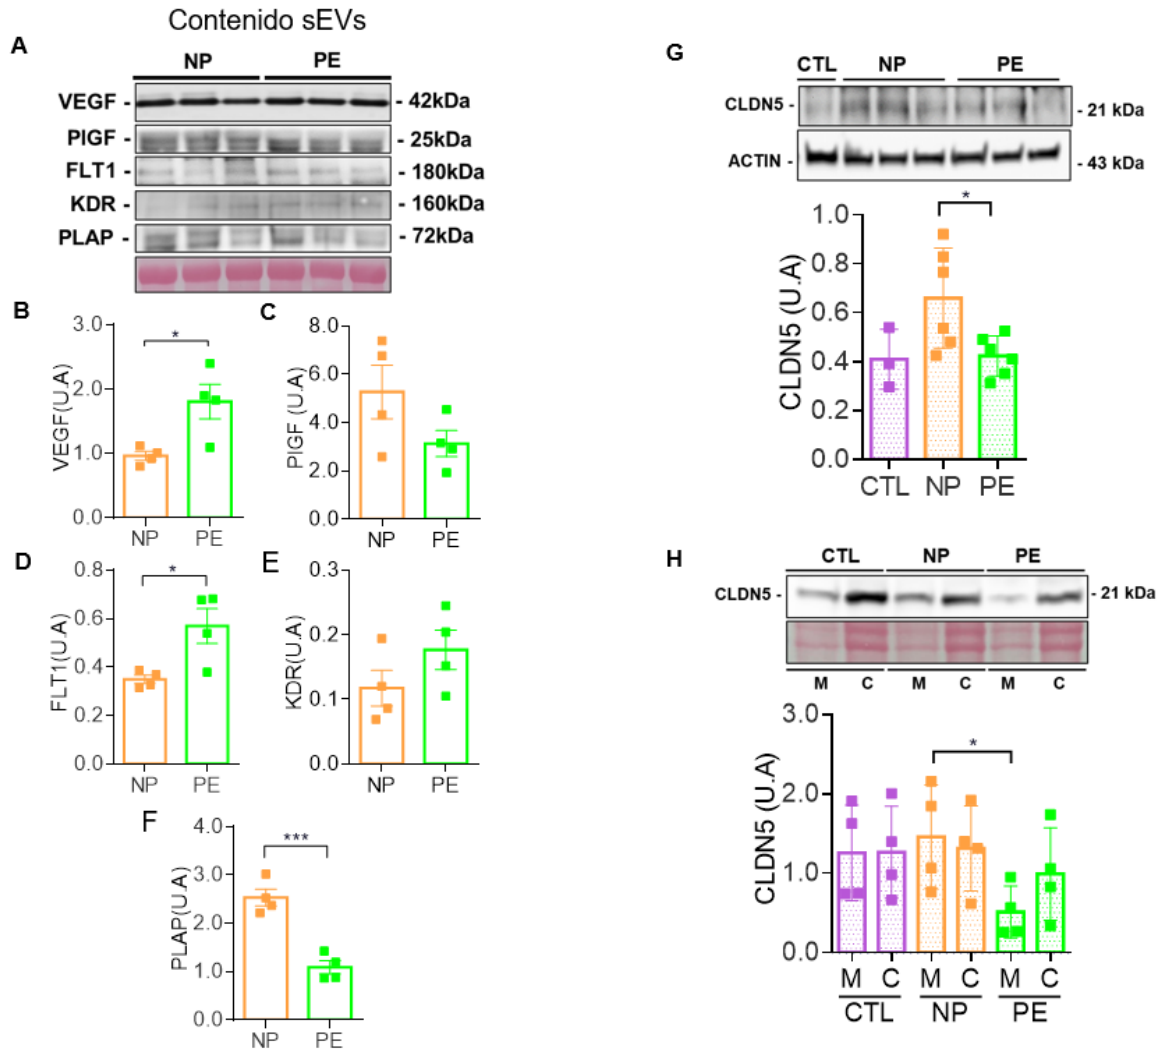 Contenido sEVs
A
NP PE
VEGF - - 42kDa
PIGF - - 25kDa
FLT1 - - 180kDa
KDR - 160kDa
PLAP - - 72kDa
B
VEGF(U.A)
3.0
2.0
1.0
0.0
*
NP PE
C
PIGF (U.A)
8.0
6.0
4.0
2.0
0.0
NP PE
D
FLT1(U.A)
0.8
0.6
0.4
0.2
0.0
*
NP PE
E
KDR(U.A)
0.3
0.2
0.1
0.0
NP PE
F
PLAP(U.A)
4.0
3.0
2.0
1.0
0.0
***
NP PE
G
CTL NP PE
CLDN5 - - 21 kDa
ACTIN - - 43 kDa
CLDN5 (U.A)
1.0
0.8
0.6
0.4
0.2
0.0
*
CTL NP PE
H
CTL NP PE
CLDN5 - - 21 kDa
M C M C M C
CLDN5 (U.A)
3.0
2.0
1.0
0.0
*
M C M C M C
CTL NP PE